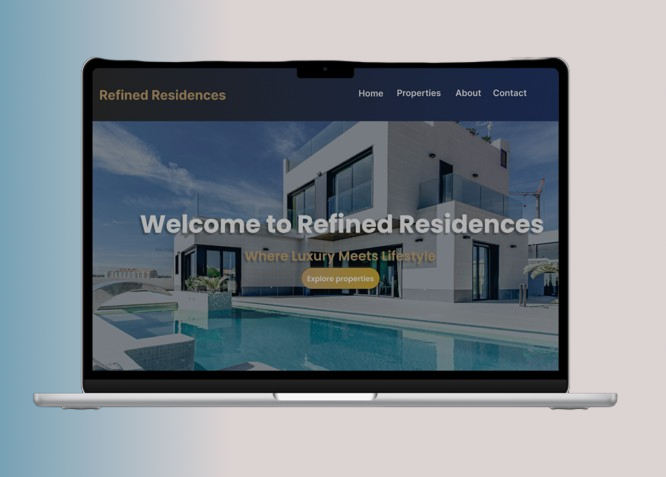 Refined Residences
Home Properties About Contact
Welcome to Refined Residences
Where Luxury Meets Lifestyle
Explore properties